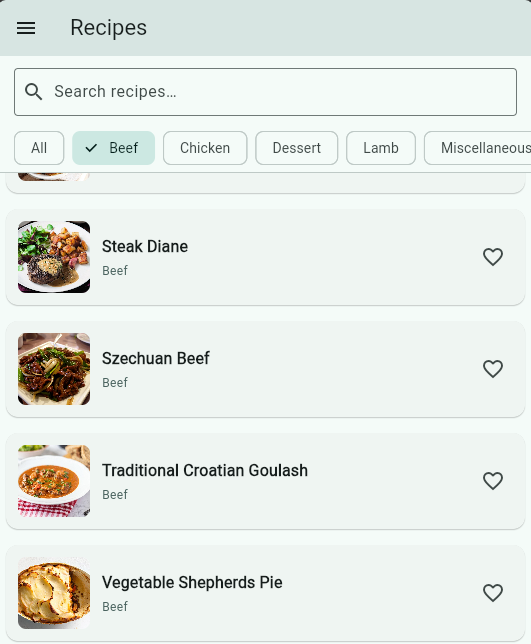 Recipes
Search recipes…
All
Beef
Chicken
Dessert
Lamb
Miscellaneous
Steak Diane
Beef
Szechuan Beef
Beef
Traditional Croatian Goulash
Beef
Vegetable Shepherds Pie
Beef